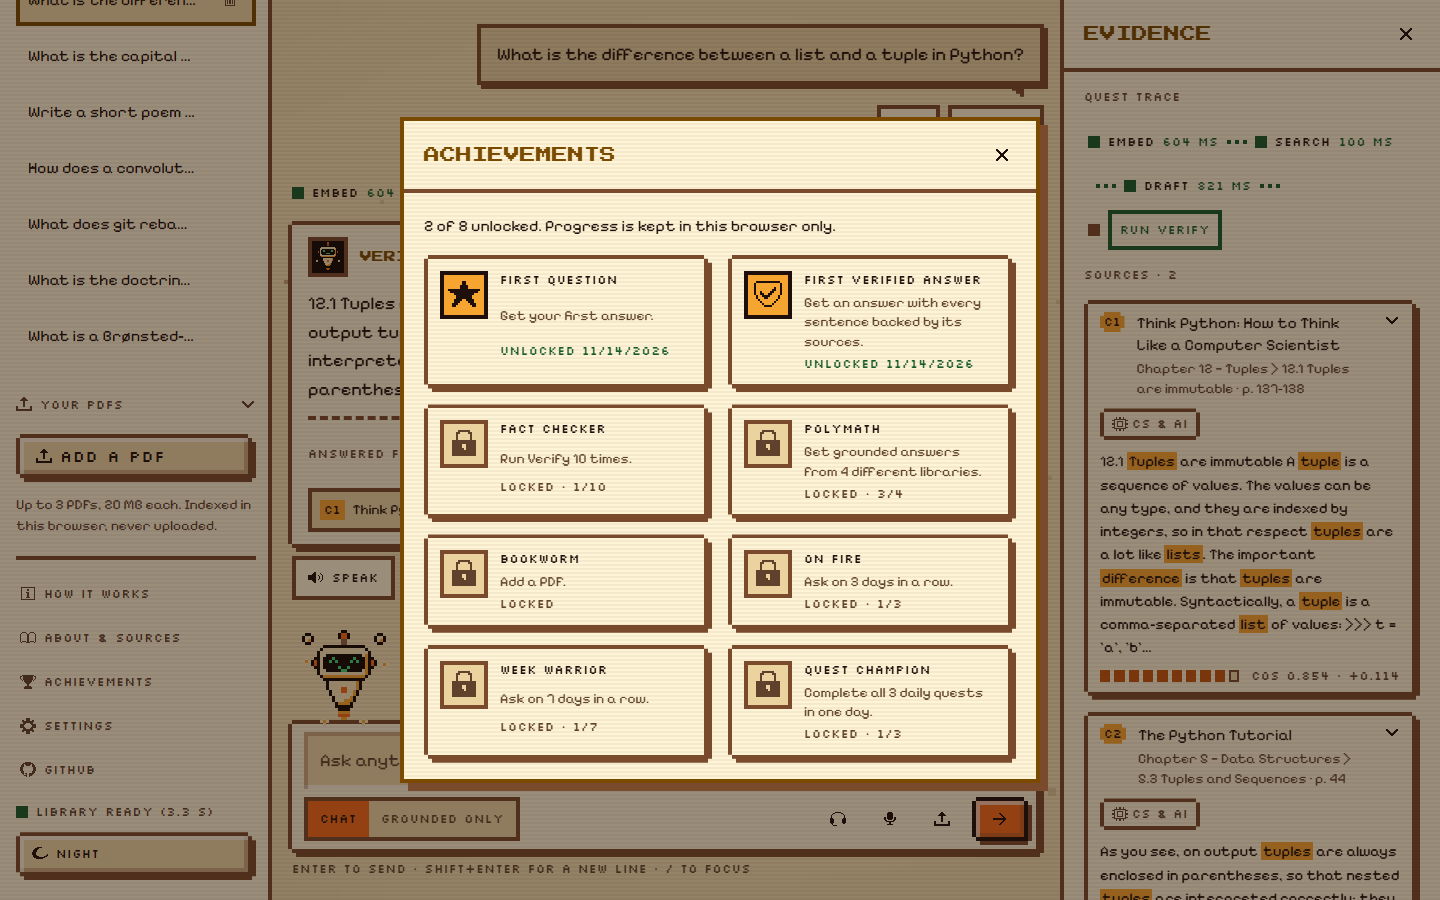 What is the differen...
What is the capital ...
Write a short poem ...
How does a convolut...
What does git reba...
What is the doctrin...
What is a Brønsted-...
YOUR PDFS
ADD A PDF
Up to 3 PDFs, 20 MB each. Indexed in
this browser, never uploaded.
HOW IT WORKS
ABOUT & SOURCES
ACHIEVEMENTS
SETTINGS
GITHUB
LIBRARY READY (3.3 S)
NIGHT
What is the difference between a list and a tuple in Python?
EMBED 604
VERI
12.1 Tuples
output tu
interprete
parenthes
ANSWERED F
C1 Think Py
SPEAK
Ask anyt
CHAT
GROUNDED ONLY
ENTER TO SEND · SHIFT+ENTER FOR A NEW LINE · / TO FOCUS
ACHIEVEMENTS
2 of 8 unlocked. Progress is kept in this browser only.
FIRST QUESTION
Get your first answer.
UNLOCKED 11/14/2026
FIRST VERIFIED ANSWER
Get an answer with every
sentence backed by its
sources.
UNLOCKED 11/14/2026
FACT CHECKER
Run Verify 10 times.
LOCKED · 1/10
POLYMATH
Get grounded answers
from 4 different libraries.
LOCKED · 3/4
BOOKWORM
Add a PDF.
LOCKED
ON FIRE
Ask on 3 days in a row.
LOCKED · 1/3
WEEK WARRIOR
Ask on 7 days in a row.
LOCKED · 1/7
QUEST CHAMPION
Complete all 3 daily quests
in one day.
LOCKED · 1/3
EVIDENCE
QUEST TRACE
EMBED 604 MS
SEARCH 100 MS
DRAFT 821 MS
RUN VERIFY
SOURCES · 2
C1 Think Python: How to Think
Like a Computer Scientist
Chapter 12 - Tuples > 12.1 Tuples
are immutable · p. 137-138
CS & AI
12.1 Tuples are immutable A tuple is a
sequence of values. The values can be
any type, and they are indexed by
integers, so in that respect tuples are
a lot like lists. The important
difference is that tuples are
immutable. Syntactically, a tuple is a
comma-separated list of values: >>> t =
'a', 'b'...
COS 0.854 · +0.114
C2 The Python Tutorial
Chapter 5 - Data Structures >
5.3 Tuples and Sequences · p. 44
CS & AI
As you see, on output tuples are always
enclosed in parentheses, so that nested
tuples are interpreted correctly; they